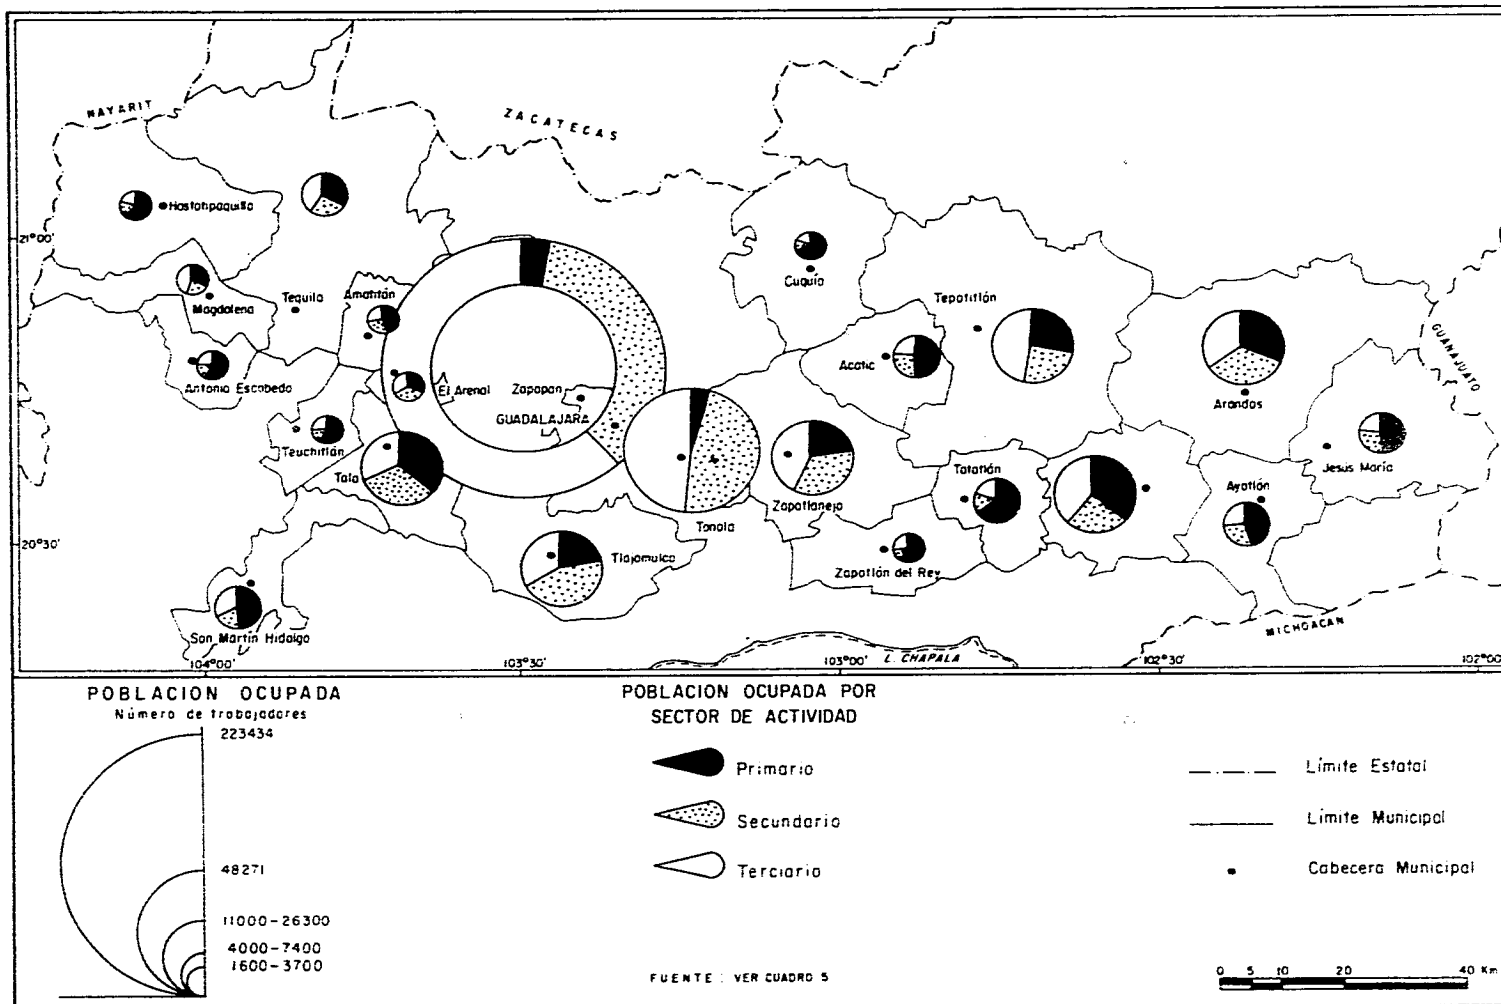 NAYARIT
ZACATECAS
Hostotipaquillo
21°00'
Magdalena
Tequila
Amatitán
Cuquío
Tepatitlán
GUANAJUATO
Antonio Escobedo
El Arenal
Zapopan
GUADALAJARA
Acatic
Arandas
Teuchitlán
Tala
Tonala
Zapotlanejo
Tototlán
Ayotlán
Jesús María
20°30'
Tlajomulco
Zapotlán del Rey
San Martín Hidalgo
MICHOACAN
L. CHAPALA
104°00'
103°30'
103°00'
102°30'
102°00'
POBLACION OCUPADA
Número de trabajadores
223434
48271
11000-26300
4000-7400
1600-3700
POBLACION OCUPADA POR
SECTOR DE ACTIVIDAD
Primario
Secundario
Terciario
FUENTE: VER CUADRO 5
Límite Estatal
Límite Municipal
Cabecera Municipal
0 5 10 20 40 Km